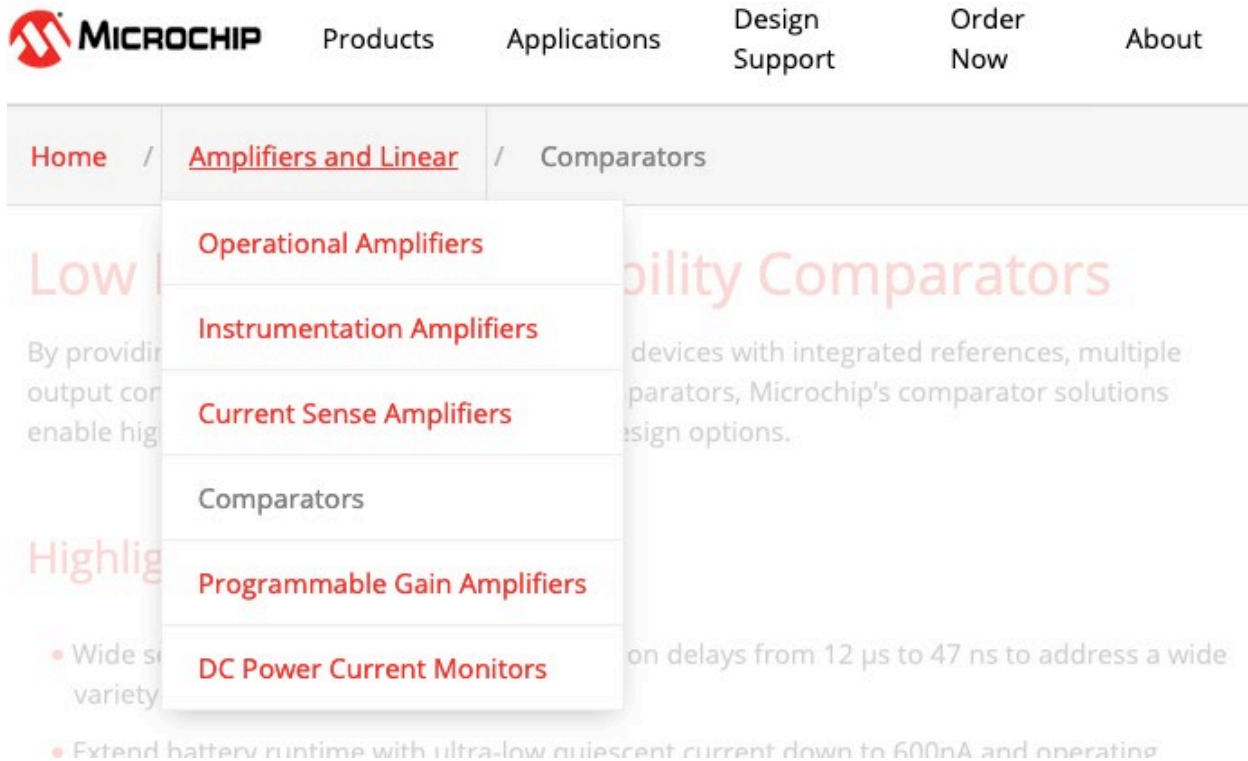 MICROCHIP
Products
Applications
Design
Support
Order
Now
About
Home / Amplifiers and Linear / Comparators
Operational Amplifiers
Instrumentation Amplifiers
Current Sense Amplifiers
Comparators
Programmable Gain Amplifiers
DC Power Current Monitors
Low bility Comparators
By providin devices with integrated references, multiple
output con parators, Microchip's comparator solutions
enable hig esign options.
Highlig
• Wide se on delays from 12 µs to 47 ns to address a wide
variety
• Extend battery runtime with ultra-low quiescent current down to 600nA and operating